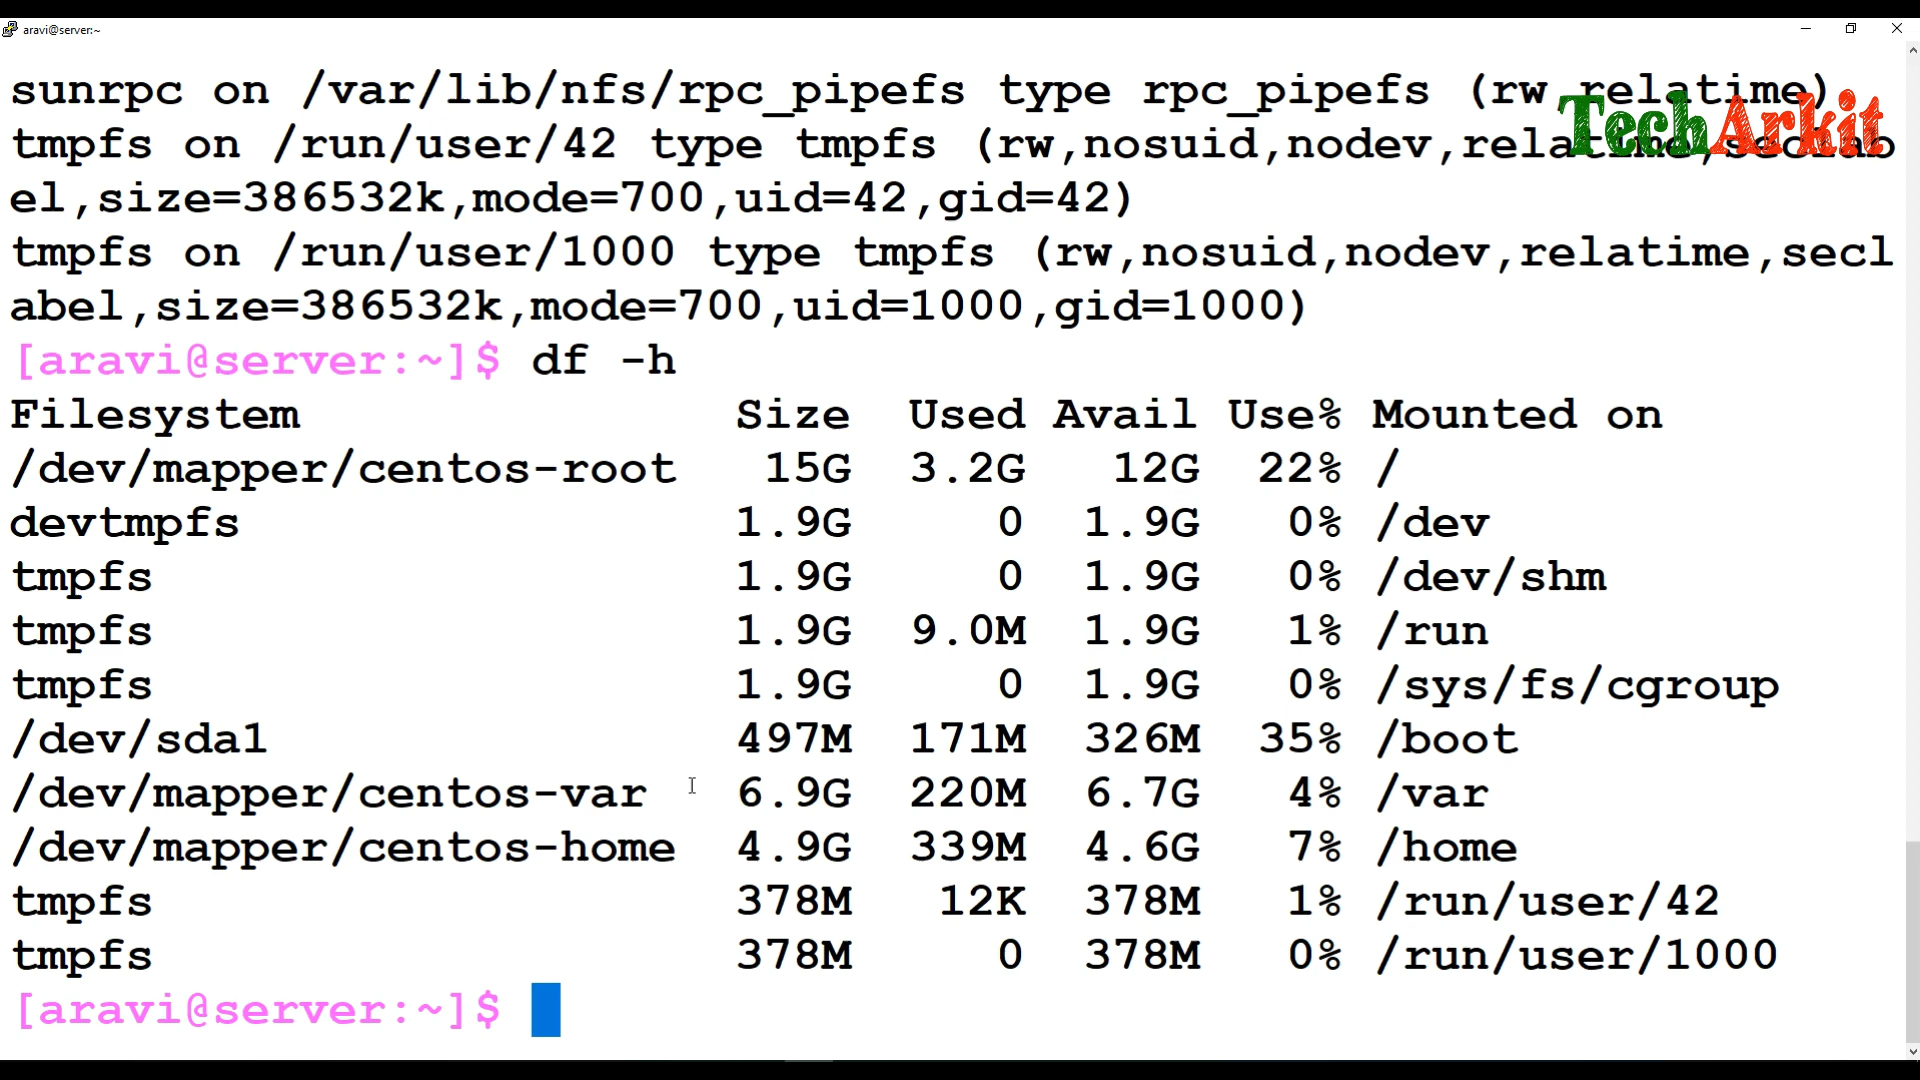 aravi@server:~
sunrpc on /var/lib/nfs/rpc_pipefs type rpc_pipefs (rw,relatime)
TechArkit
tmpfs on /run/user/42 type tmpfs (rw,nosuid,nodev,relatime,seclab
el,size=386532k,mode=700,uid=42,gid=42)
tmpfs on /run/user/1000 type tmpfs (rw,nosuid,nodev,relatime,secl
abel,size=386532k,mode=700,uid=1000,gid=1000)
[aravi@server:~]$ df -h
Filesystem Size Used Avail Use% Mounted on
/dev/mapper/centos-root 15G 3.2G 12G 22% /
devtmpfs 1.9G 0 1.9G 0% /dev
tmpfs 1.9G 0 1.9G 0% /dev/shm
tmpfs 1.9G 9.0M 1.9G 1% /run
tmpfs 1.9G 0 1.9G 0% /sys/fs/cgroup
/dev/sda1 497M 171M 326M 35% /boot
/dev/mapper/centos-var 6.9G 220M 6.7G 4% /var
/dev/mapper/centos-home 4.9G 339M 4.6G 7% /home
tmpfs 378M 12K 378M 1% /run/user/42
tmpfs 378M 0 378M 0% /run/user/1000
[aravi@server:~]$